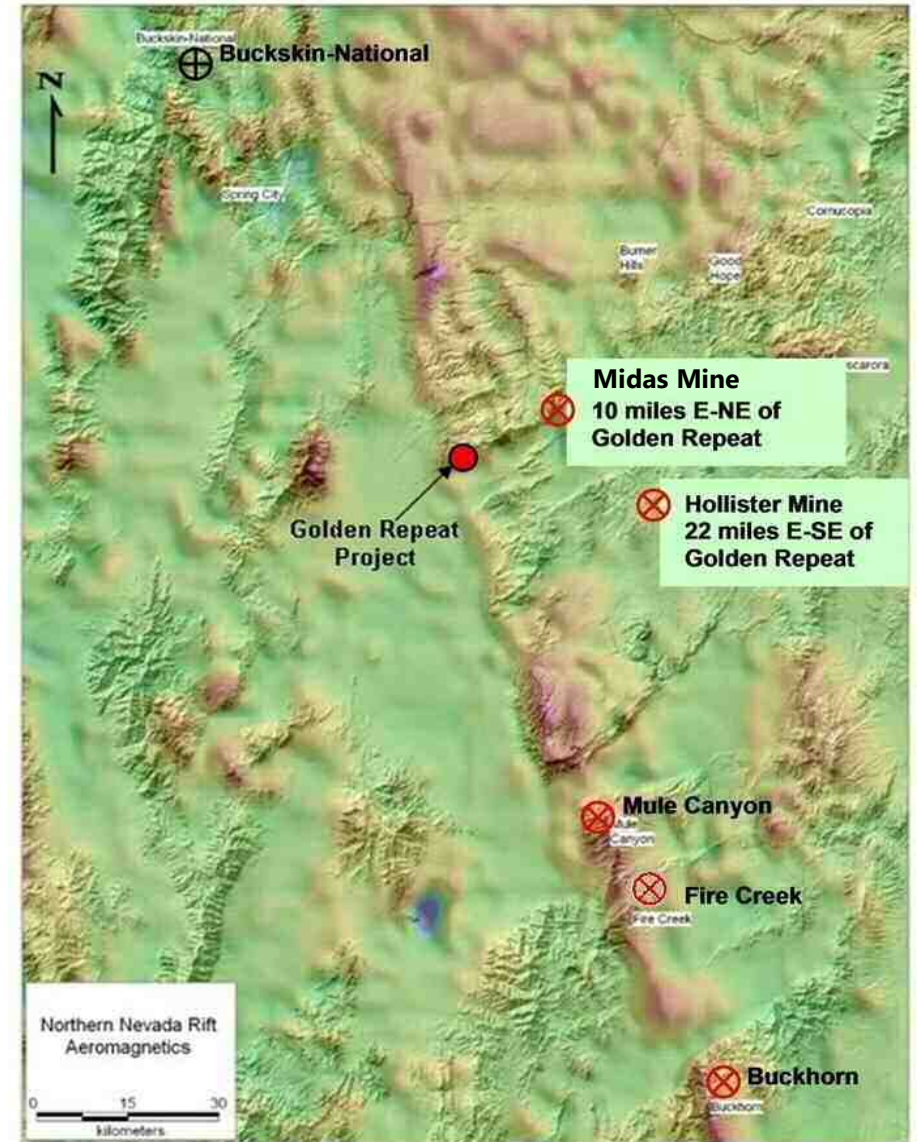 Buckskin-National
Buckskin-National
N
Spring City
Cornucopia
Burner
Hills
Good
Hope
scarora
Midas Mine
10 miles E-NE of
Golden Repeat
Hollister Mine
22 miles E-SE of
Golden Repeat
Golden Repeat
Project
Mule Canyon
Mule
Canyon
Fire Creek
Fire Creek
Northern Nevada Rift
Aeromagnetics
0 15 30
kilometers
Buckhorn
Buckhorn